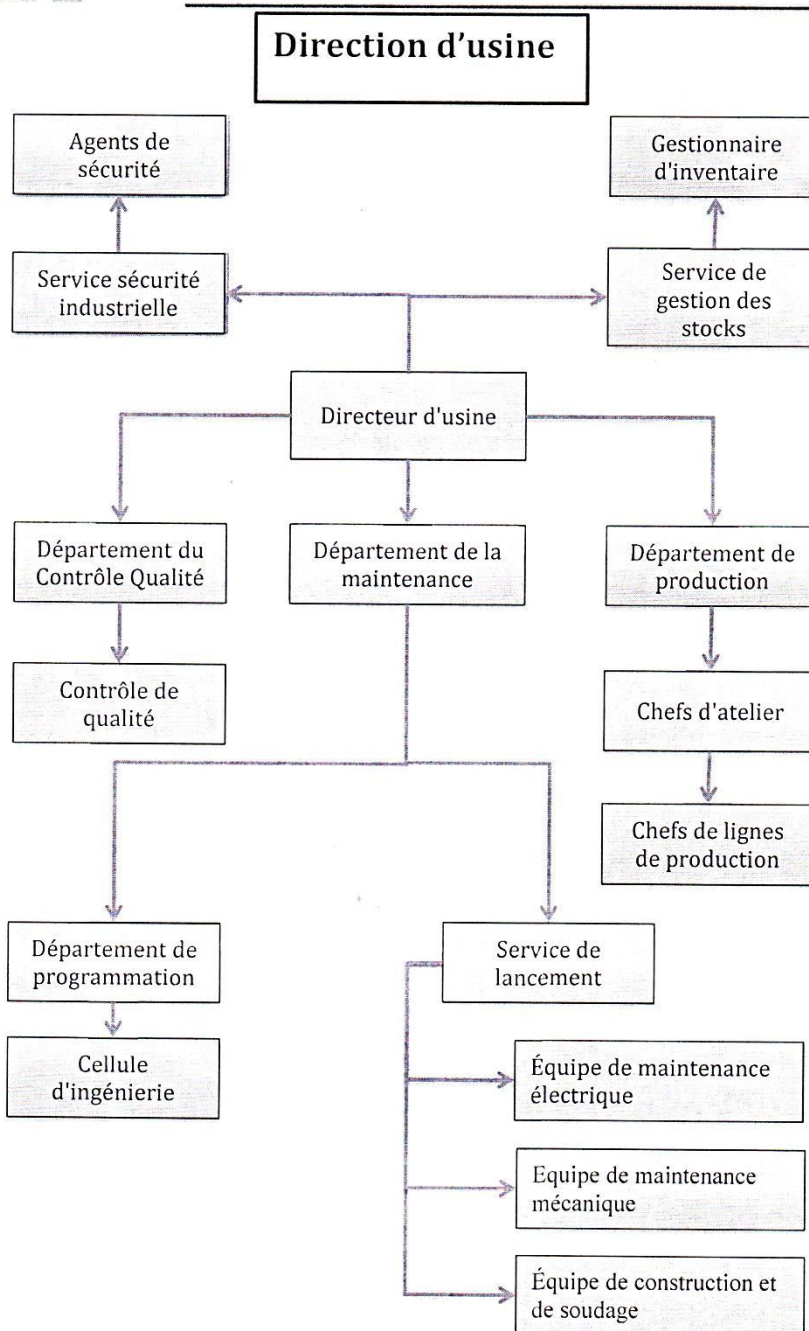 Direction d'usine
Agents de
sécurité
Gestionnaire
d'inventaire
Service sécurité
industrielle
Service de
gestion des
stocks
Directeur d'usine
Département du
Contrôle Qualité
Département de la
maintenance
Département de
production
Contrôle de
qualité
Chefs d'atelier
Chefs de lignes
de production
Département de
programmation
Service de
lancement
Cellule
d'ingénierie
Équipe de maintenance
électrique
Equipe de maintenance
mécanique
Équipe de construction et
de soudage